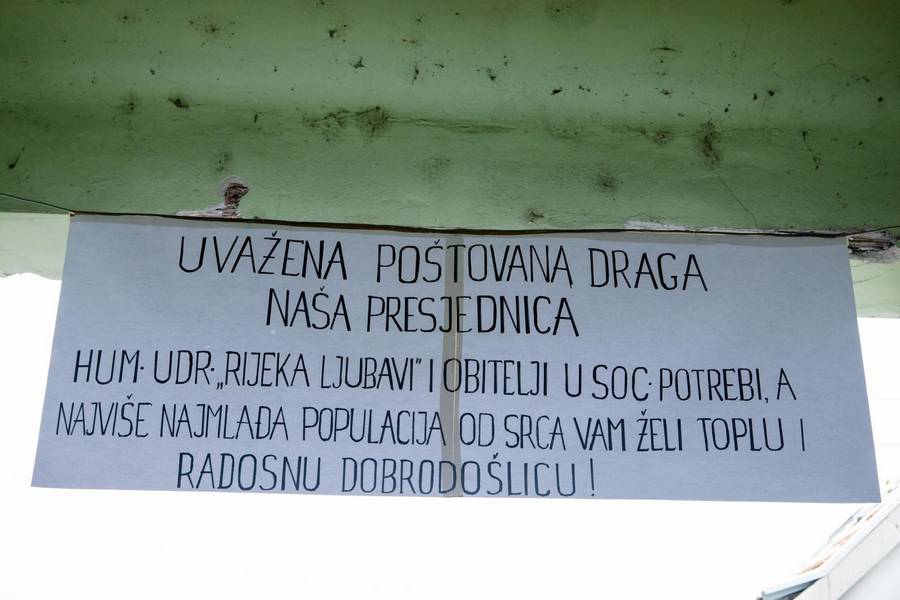 UVAŽENA POŠTOVANA DRAGA
NAŠA PRESJEDNICA
HUM· UDR· „RIJEKA LJUBAVI" I OBITELJI U SOC· POTREBI, A
NAJVIŠE NAJMLAĐA POPULACIJA OD SRCA VAM ŽELI TOPLU I
RADOSNU DOBRODOŠLICU!